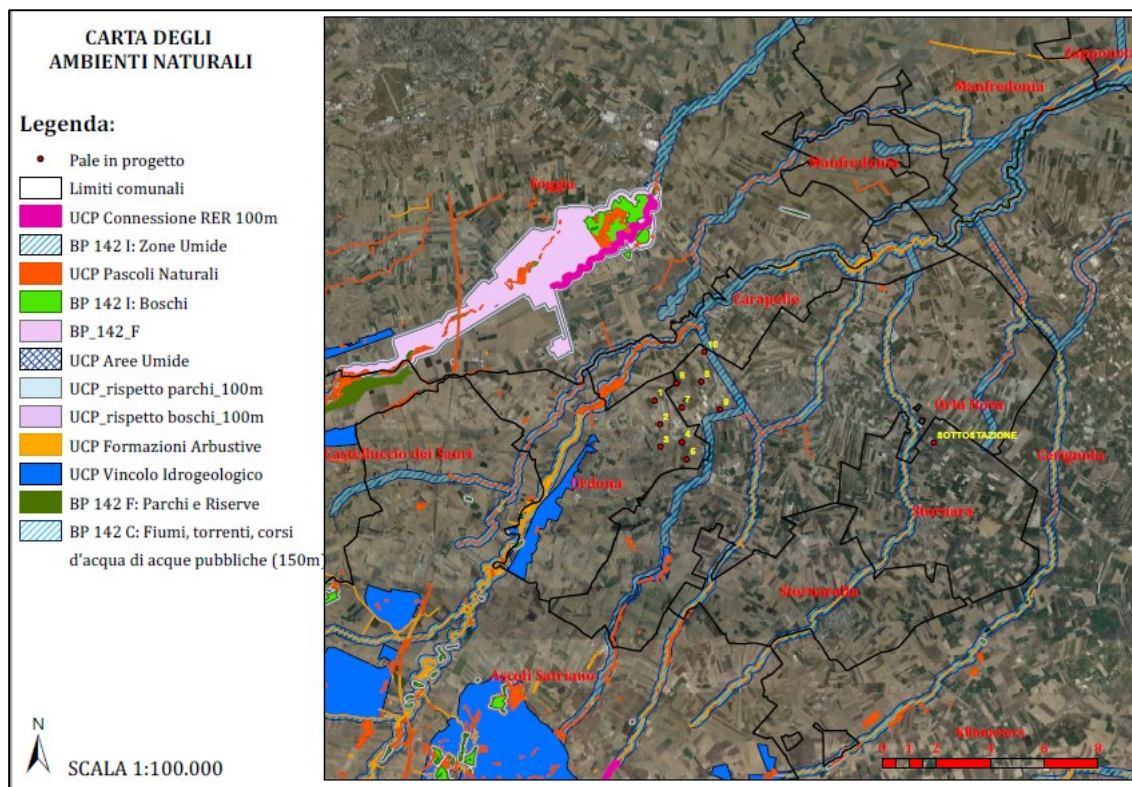 CARTA DEGLI
AMBIENTI NATURALI
Legenda:
Pale in progetto
Limiti comunali
UCP Connessione RER 100m
BP 142 I: Zone Umide
UCP Pascoli Naturali
BP 142 I: Boschi
BP_142_F
UCP Aree Umide
UCP_rispetto parchi_100m
UCP_rispetto boschi_100m
UCP Formazioni Arbustive
UCP Vincolo Idrogeologico
BP 142 F: Parchi e Riserve
BP 142 C: Fiumi, torrenti, corsi
d'acqua di acque pubbliche (150m)
N
SCALA 1:100.000
Zapponeta
Manfredonia
Manfredonia
Foggia
Carapelle
10
6
8
1
7
9
2
Orta Nova
4
SOTTOSTAZIONE
3
Castelluccio dei Sauri
Cerignola
5
Ordona
Stornara
Stornarella
Ascoli Satriano
Kilometers
0
1
2
4
6
8